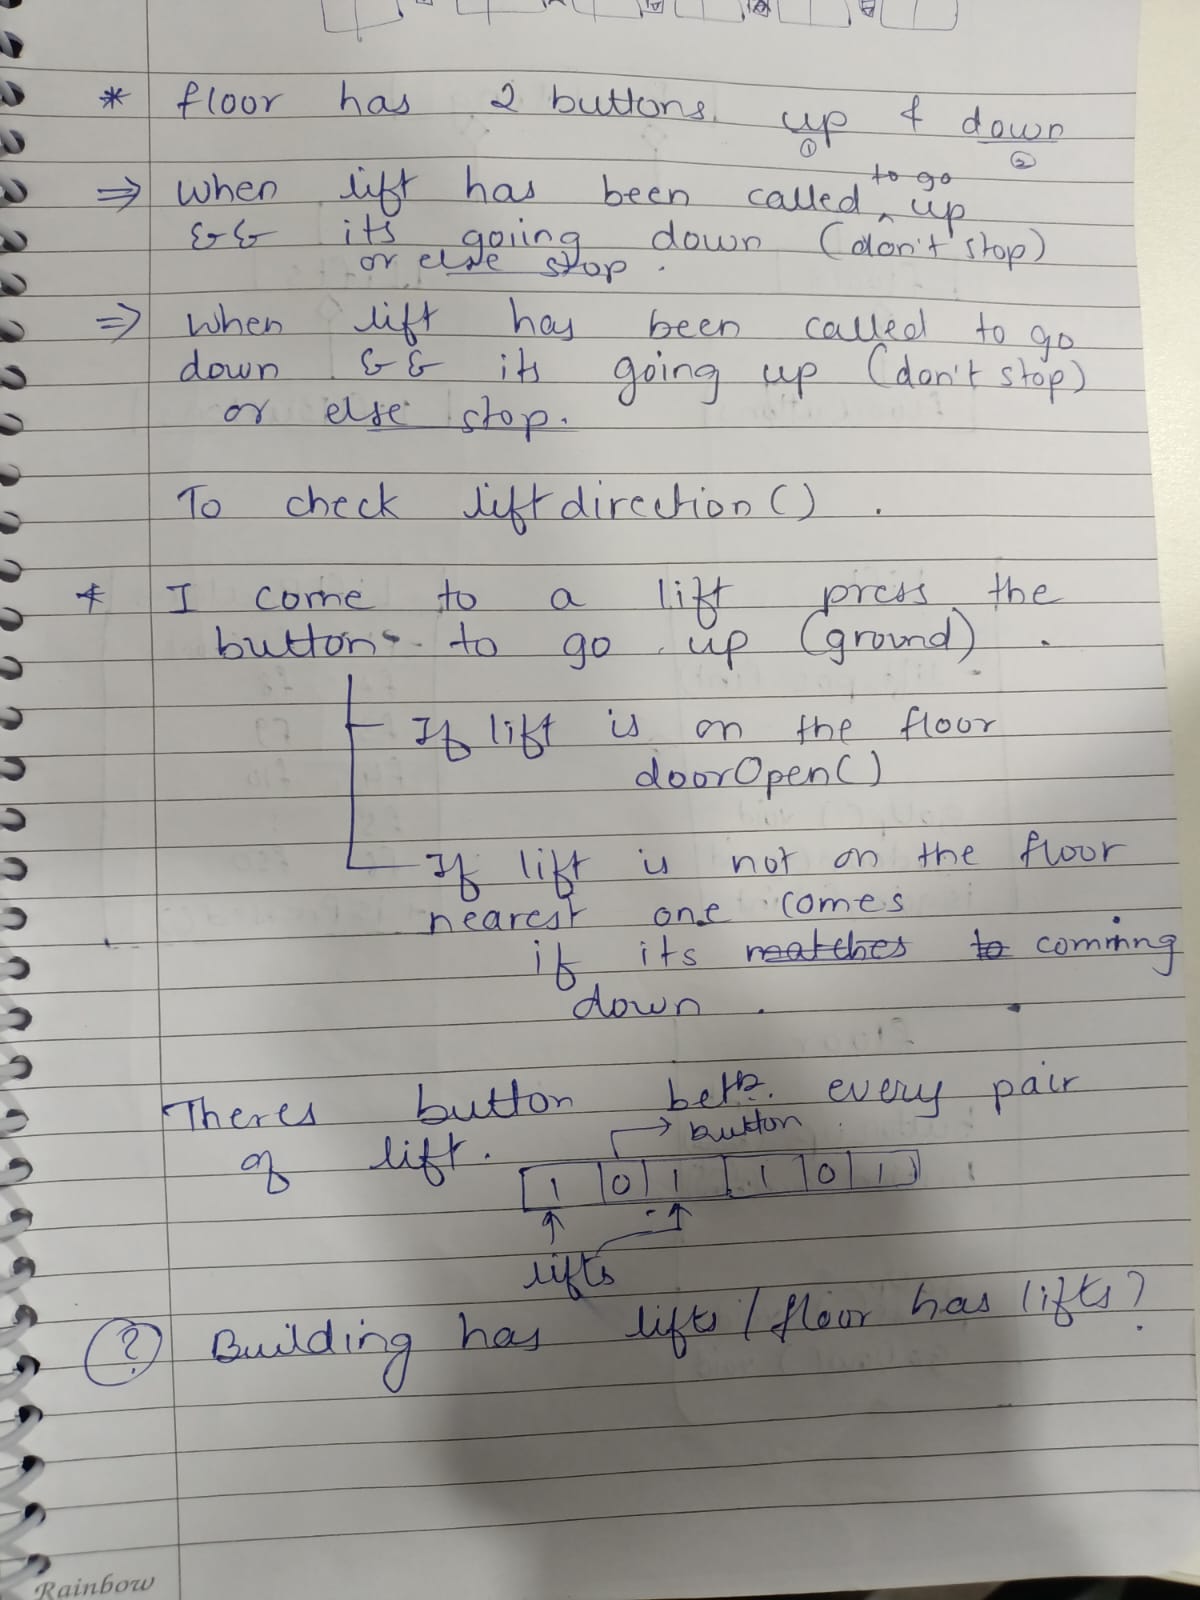 * floor has 2 buttons. up & down
① ②
⇒ When lift has been called to go up
&& its goiing down (don't stop)
or else stop.
⇒ When lift has been called to go
down && its going up (don't stop)
or else stop.
To check liftdirection().
* I come to a lift press the
button to go up (ground).
If lift is on the floor
doorOpen()
If lift is not on the floor
nearest one comes
if its matches to comming
down.
Theres button betn. every pair
of lift. → button
1 0 1 1 0 1
lifts
? Building has lifts / floor has lifts?
Rainbow